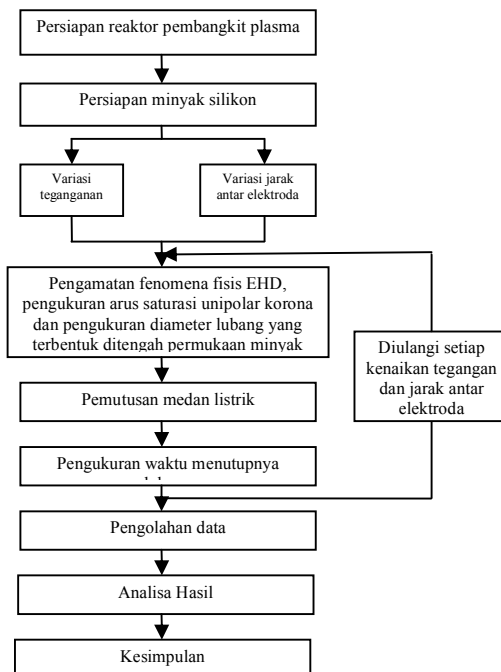 Persiapan reaktor pembangkit plasma
Persiapan minyak silikon
Variasi
teganganan
Variasi jarak
antar elektroda
Pengamatan fenomena fisis EHD,
pengukuran arus saturasi unipolar korona
dan pengukuran diameter lubang yang
terbentuk ditengah permukaan minyak
Diulangi setiap
kenaikan tegangan
dan jarak antar
elektroda
Pemutusan medan listrik
Pengukuran waktu menutupnya
Pengolahan data
Analisa Hasil
Kesimpulan